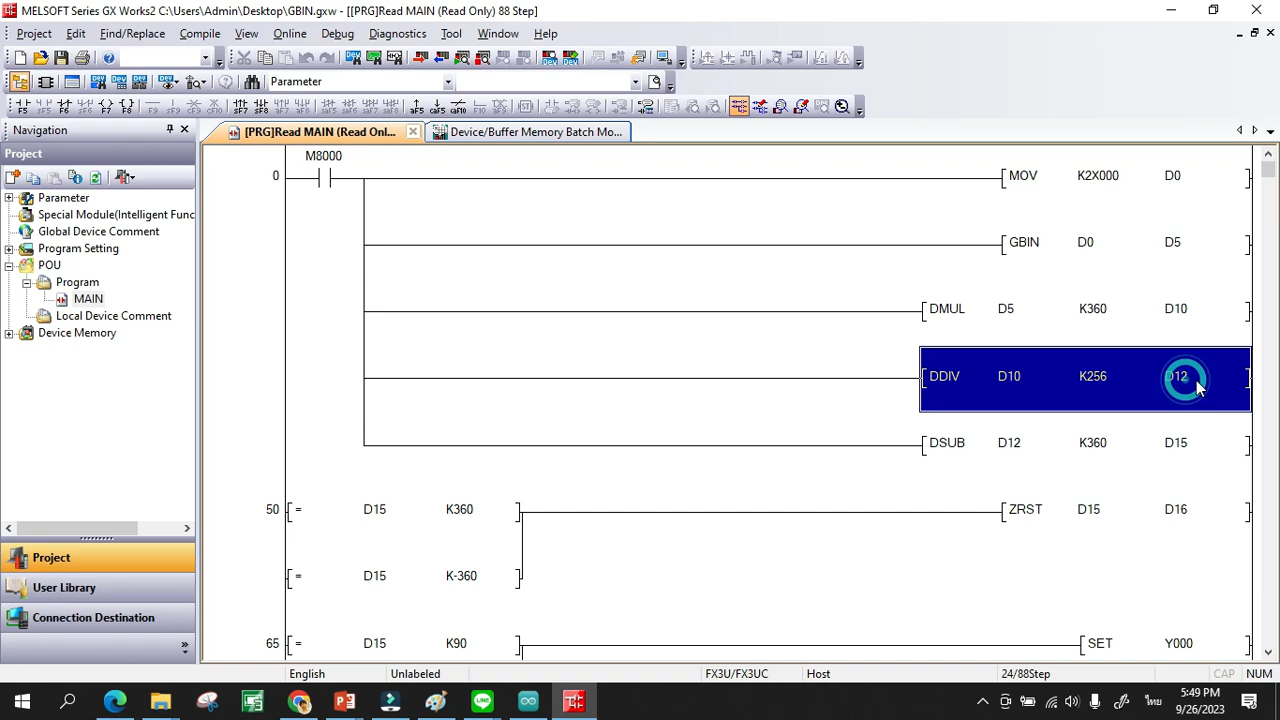 MELSOFT Series GX Works2 C:\Users\Admin\Desktop\GBIN.gxw - [[PRG]Read MAIN (Read Only) 88 Step]
Project Edit Find/Replace Compile View Online Debug Diagnostics Tool Window Help
Parameter
Navigation
[PRG]Read MAIN (Read Onl... Device/Buffer Memory Batch Mo...
Project
Parameter
Special Module(Intelligent Func
Global Device Comment
Program Setting
POU
Program
MAIN
Local Device Comment
Device Memory
Project
User Library
Connection Destination
M8000
0 MOV K2X000 D0
GBIN D0 D5
DMUL D5 K360 D10
DDIV D10 K256 D12
DSUB D12 K360 D15
50 = D15 K360 ZRST D15 D16
= D15 K-360
65 = D15 K90 SET Y000
English Unlabeled FX3U/FX3UC Host 24/88Step CAP NUM
5:49 PM
ไทย
9/26/2023